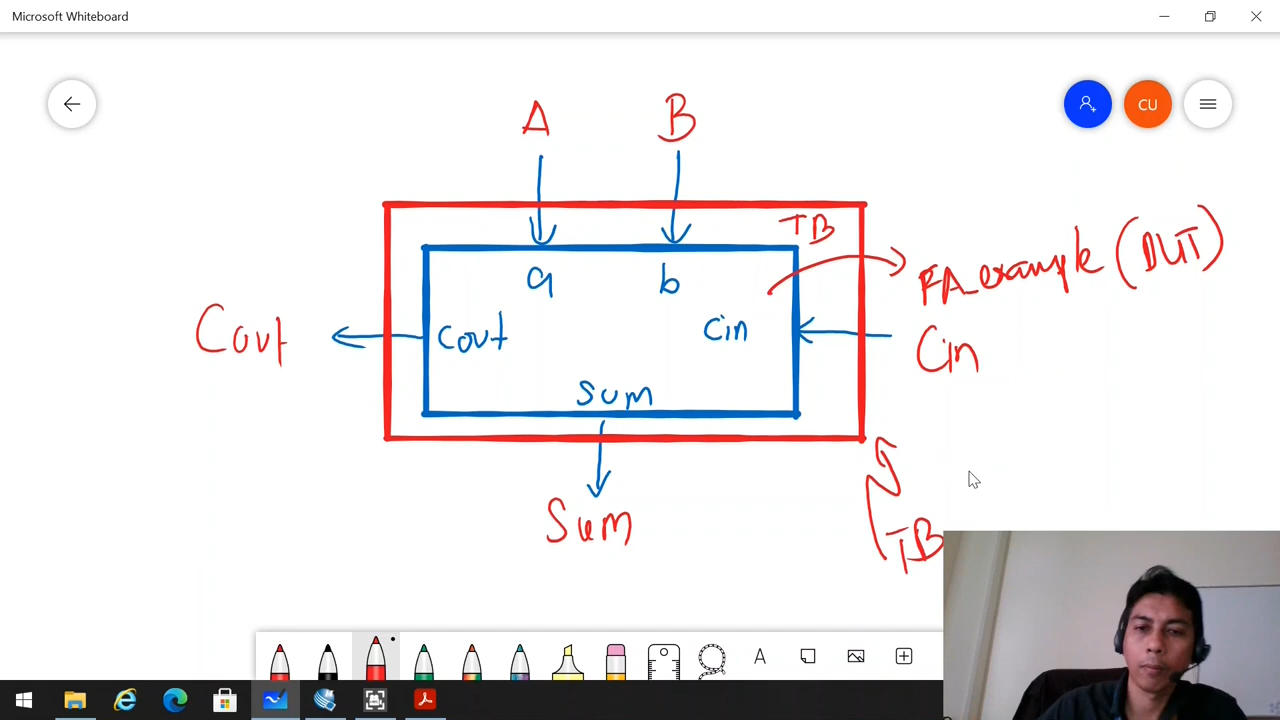 Microsoft Whiteboard
CU
A B
TB
FA_example (DUT)
a b
Cout Cout Cin Cin
Sum
Sum
TB
A